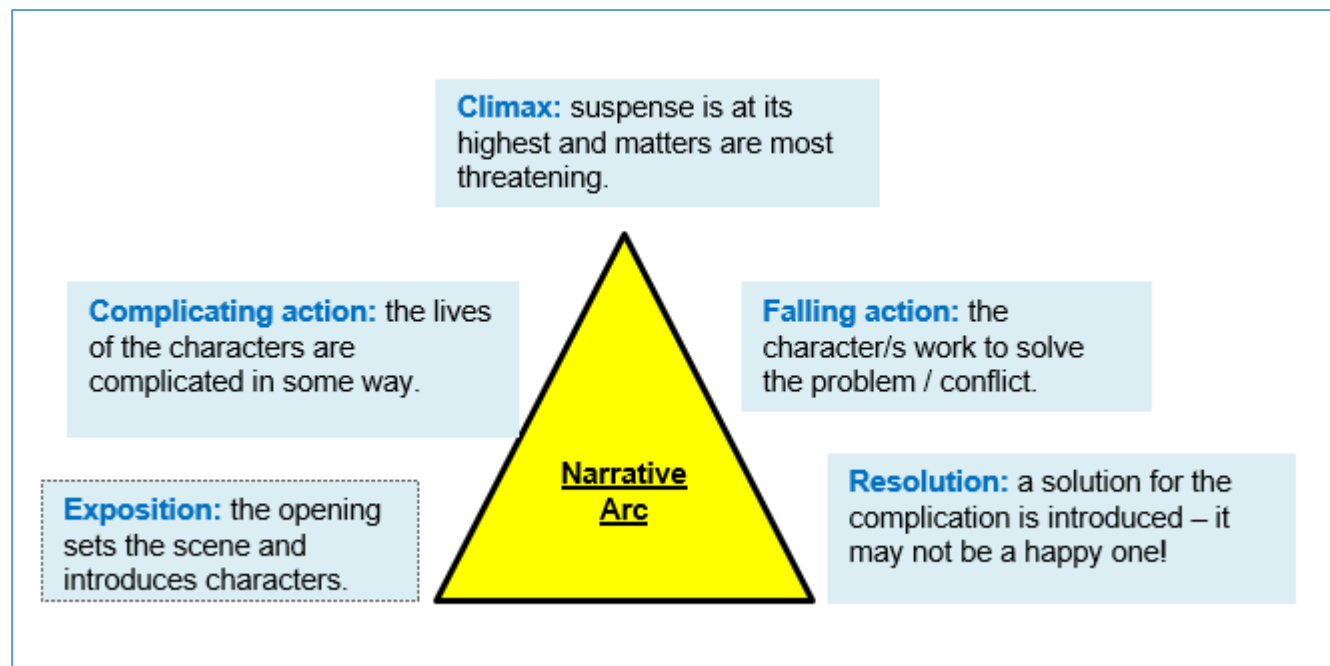 Climax: suspense is at its
highest and matters are most
threatening.
Complicating action: the lives
of the characters are
complicated in some way.
Falling action: the
character/s work to solve
the problem / conflict.
Narrative
Arc
Exposition: the opening
sets the scene and
introduces characters.
Resolution: a solution for the
complication is introduced – it
may not be a happy one!